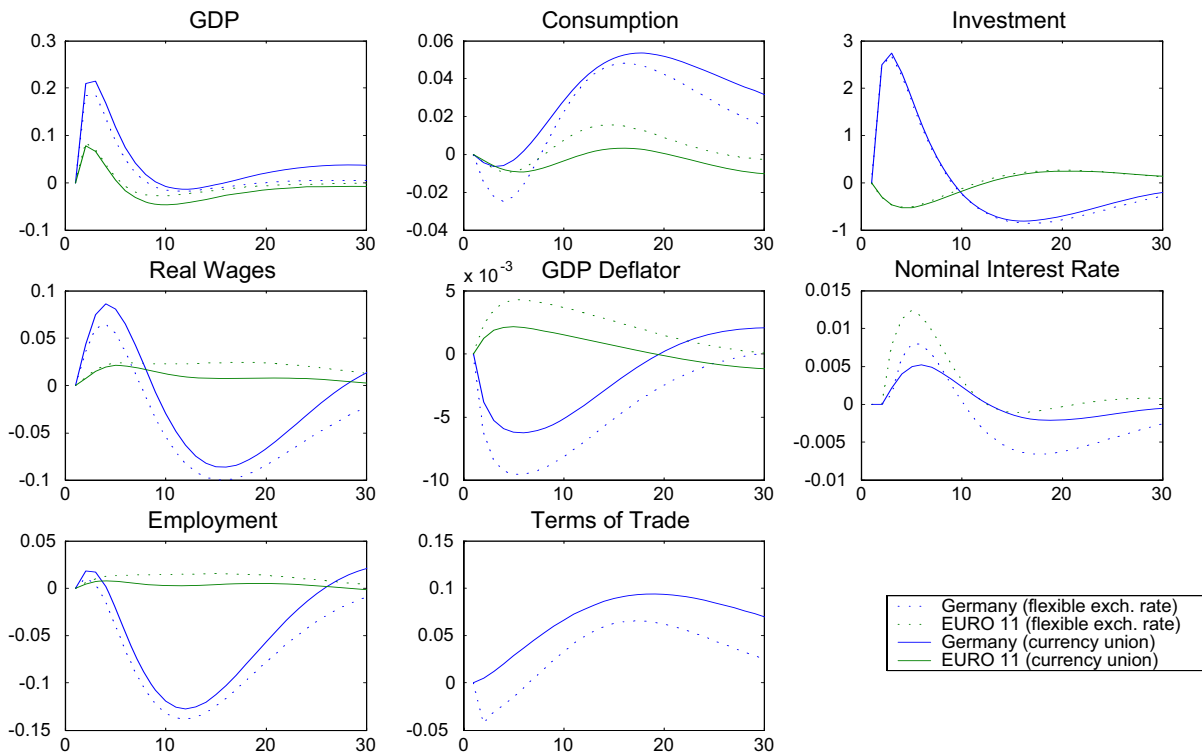 GDP
0.3
0.2
0.1
0
-0.1
0 10 20 30
Consumption
0.06
0.04
0.02
0
-0.02
-0.04
0 10 20 30
Investment
3
2
1
0
-1
0 10 20 30
Real Wages
0.1
0.05
0
-0.05
-0.1
0 10 20 30
GDP Deflator
x 10⁻³
5
0
-5
-10
0 10 20 30
Nominal Interest Rate
0.015
0.01
0.005
0
-0.005
-0.01
0 10 20 30
Employment
0.05
0
-0.05
-0.1
-0.15
0 10 20 30
Terms of Trade
0.15
0.1
0.05
0
-0.05
0 10 20 30
Germany (flexible exch. rate)
EURO 11 (flexible exch. rate)
Germany (currency union)
EURO 11 (currency union)